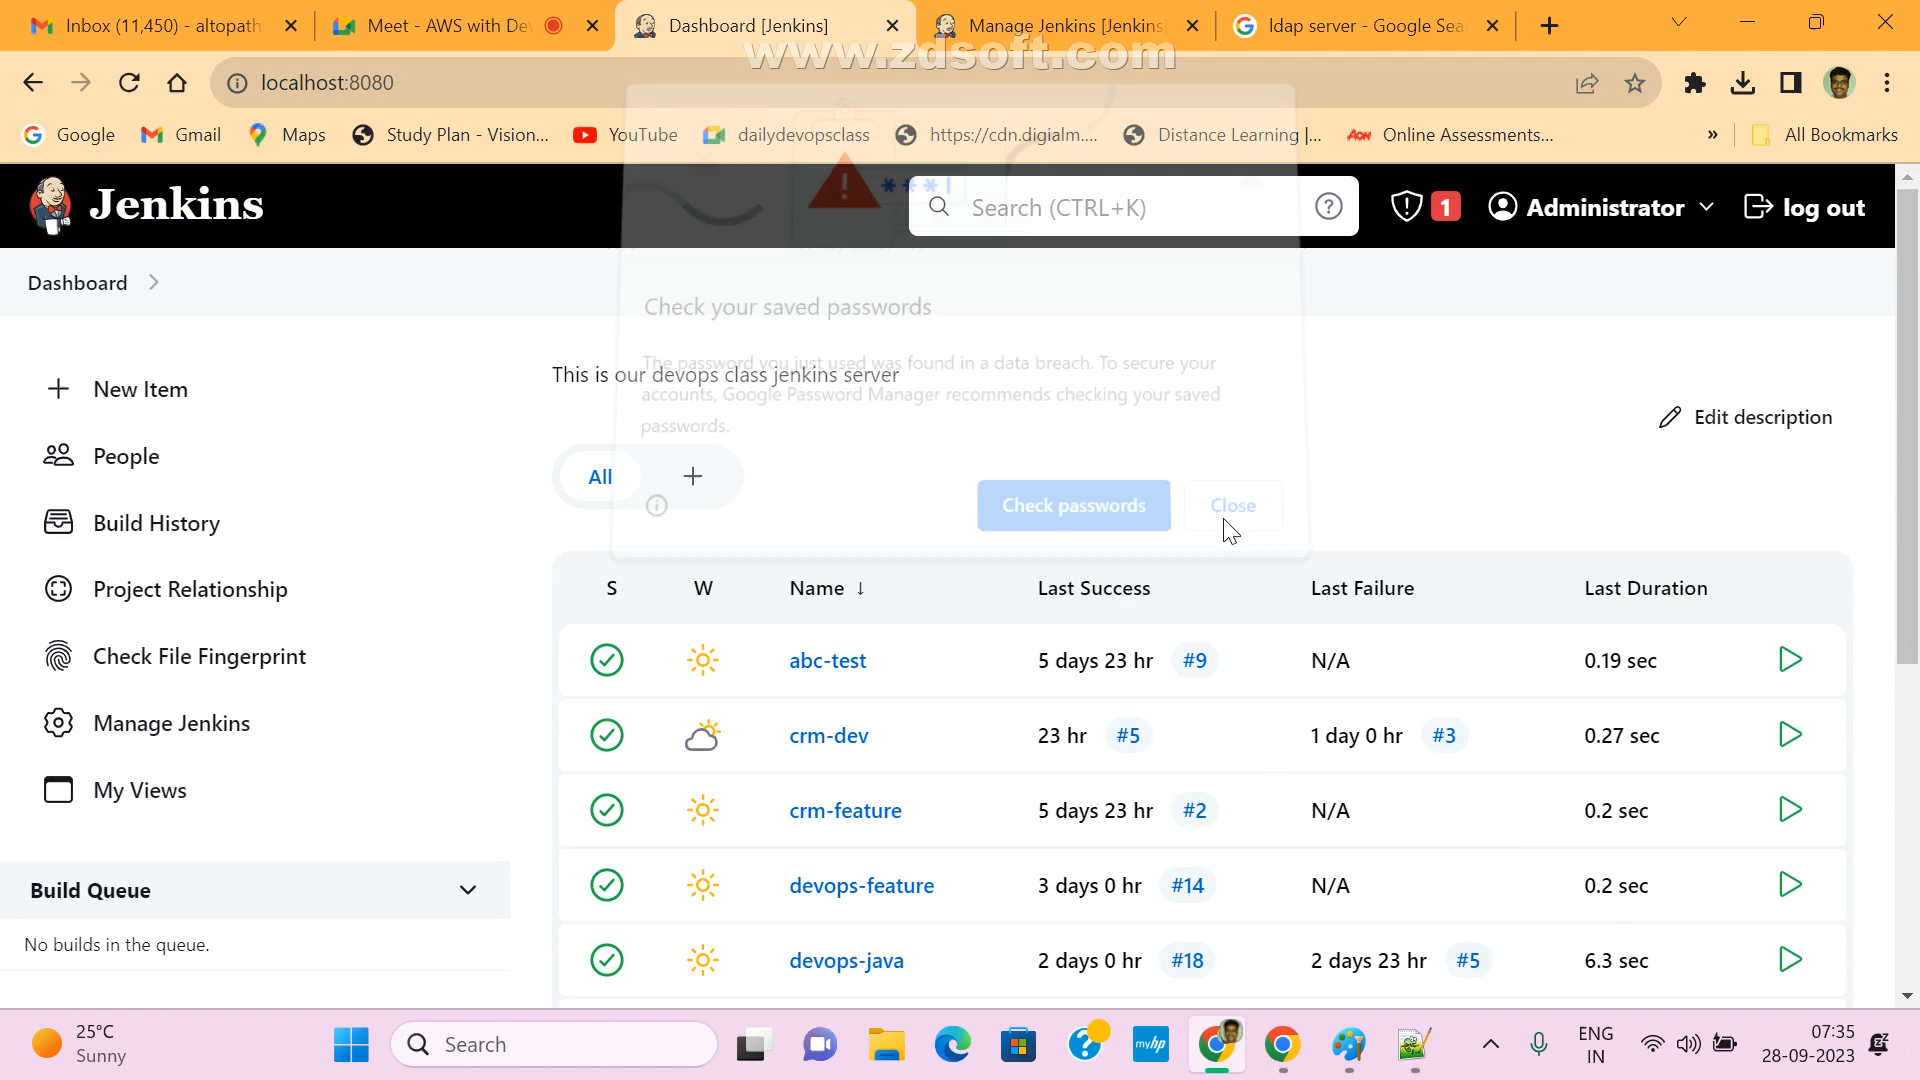 Inbox (11,450) - altopath
Meet - AWS with De
Dashboard [Jenkins]
Manage Jenkins [Jenkins]
ldap server - Google Sea
www.zdsoft.com
localhost:8080
Google
Gmail
Maps
Study Plan - Vision...
YouTube
dailydevopsclass
https://cdn.digialm....
Distance Learning |...
AON
Online Assessments...
»
All Bookmarks
Jenkins
***|
Search (CTRL+K)
1
Administrator
log out
Dashboard
Check your saved passwords
The password you just used was found in a data breach. To secure your
accounts, Google Password Manager recommends checking your saved
passwords.
This is our devops class jenkins server
Edit description
New Item
People
Build History
Project Relationship
Check File Fingerprint
Manage Jenkins
My Views
All
+
Check passwords
Close
S W Name ↓ Last Success Last Failure Last Duration
abc-test 5 days 23 hr #9 N/A 0.19 sec
crm-dev 23 hr #5 1 day 0 hr #3 0.27 sec
crm-feature 5 days 23 hr #2 N/A 0.2 sec
devops-feature 3 days 0 hr #14 N/A 0.2 sec
devops-java 2 days 0 hr #18 2 days 23 hr #5 6.3 sec
Build Queue
No builds in the queue.
25°C
Sunny
Search
myhp
ENG
IN
07:35
28-09-2023